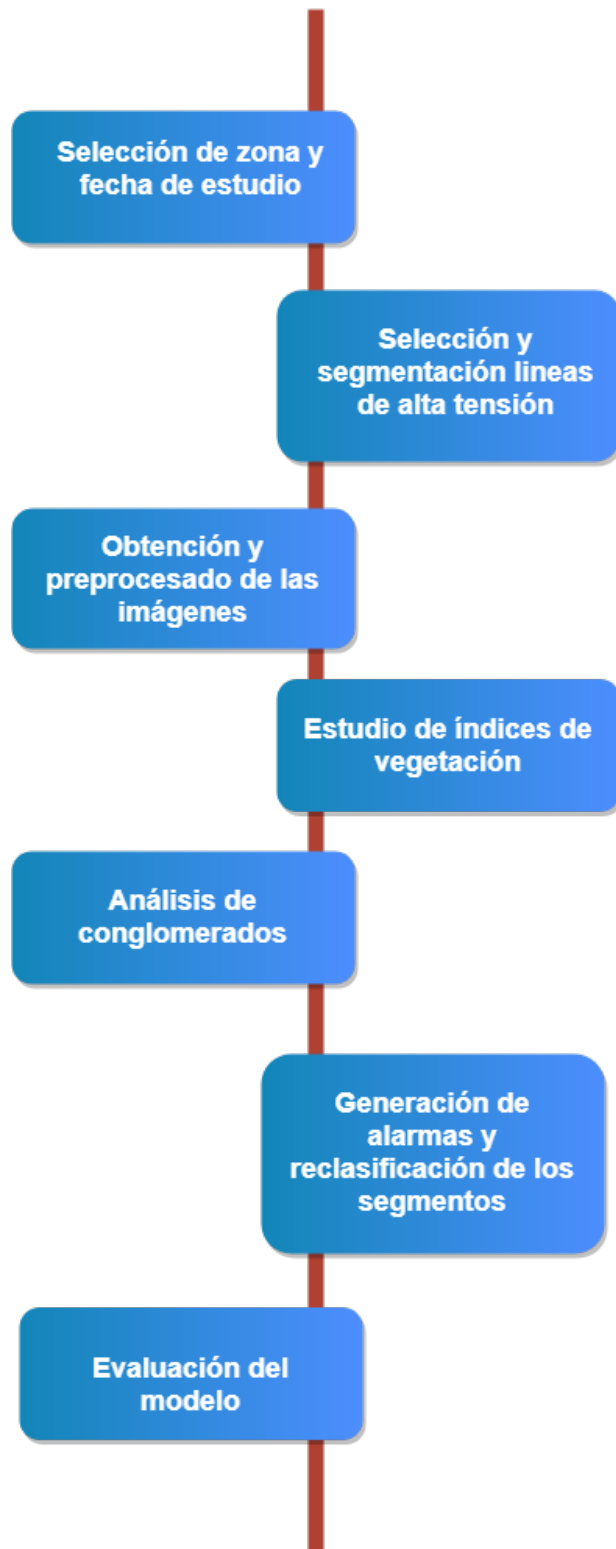 Selección de zona y
fecha de estudio
Selección y
segmentación lineas
de alta tensión
Obtención y
preprocesado de las
imágenes
Estudio de índices de
vegetación
Análisis de
conglomerados
Generación de
alarmas y
reclasificación de los
segmentos
Evaluación del
modelo